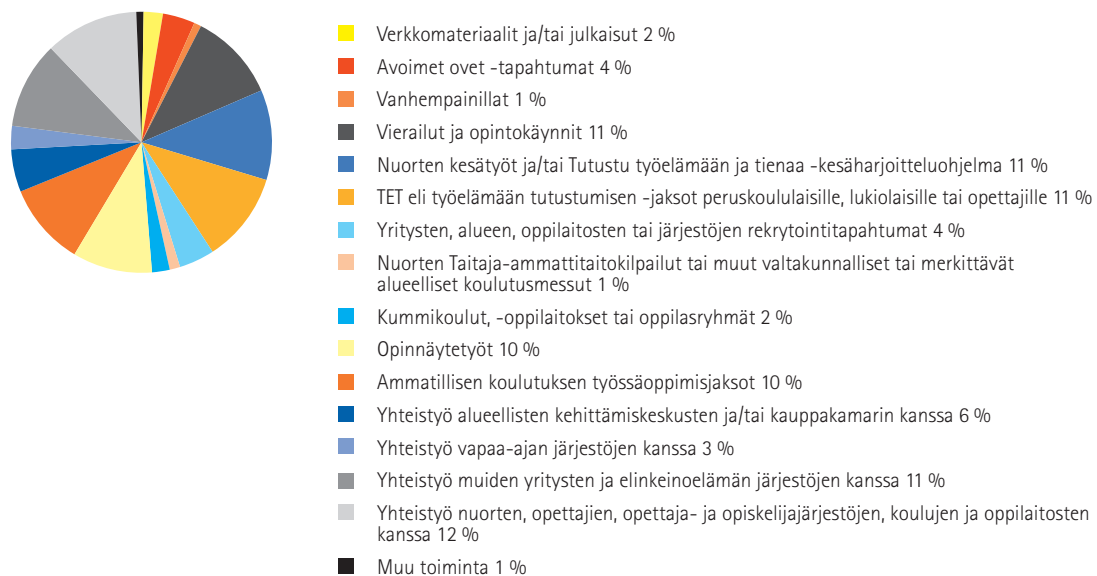 Verkkomateriaalit ja/tai julkaisut 2 %
Avoimet ovet -tapahtumat 4 %
Vanhempainillat 1 %
Vierailut ja opintokäynnit 11 %
Nuorten kesätyöt ja/tai Tutustu työelämään ja tienaa -kesäharjoitteluohjelma 11 %
TET eli työelämään tutustumisen -jaksot peruskoululaisille, lukiolaisille tai opettajille 11 %
Yritysten, alueen, oppilaitosten tai järjestöjen rekrytointitapahtumat 4 %
Nuorten Taitaja-ammattitaitokilpailut tai muut valtakunnalliset tai merkittävät
alueelliset koulutusmessut 1 %
Kummikoulut, -oppilaitokset tai oppilasryhmät 2 %
Opinnäytetyöt 10 %
Ammatillisen koulutuksen työssäoppimisjaksot 10 %
Yhteistyö alueellisten kehittämiskeskusten ja/tai kauppakamarin kanssa 6 %
Yhteistyö vapaa-ajan järjestöjen kanssa 3 %
Yhteistyö muiden yritysten ja elinkeinoelämän järjestöjen kanssa 11 %
Yhteistyö nuorten, opettajien, opettaja- ja opiskelijajärjestöjen, koulujen ja oppilaitosten
kanssa 12 %
Muu toiminta 1 %